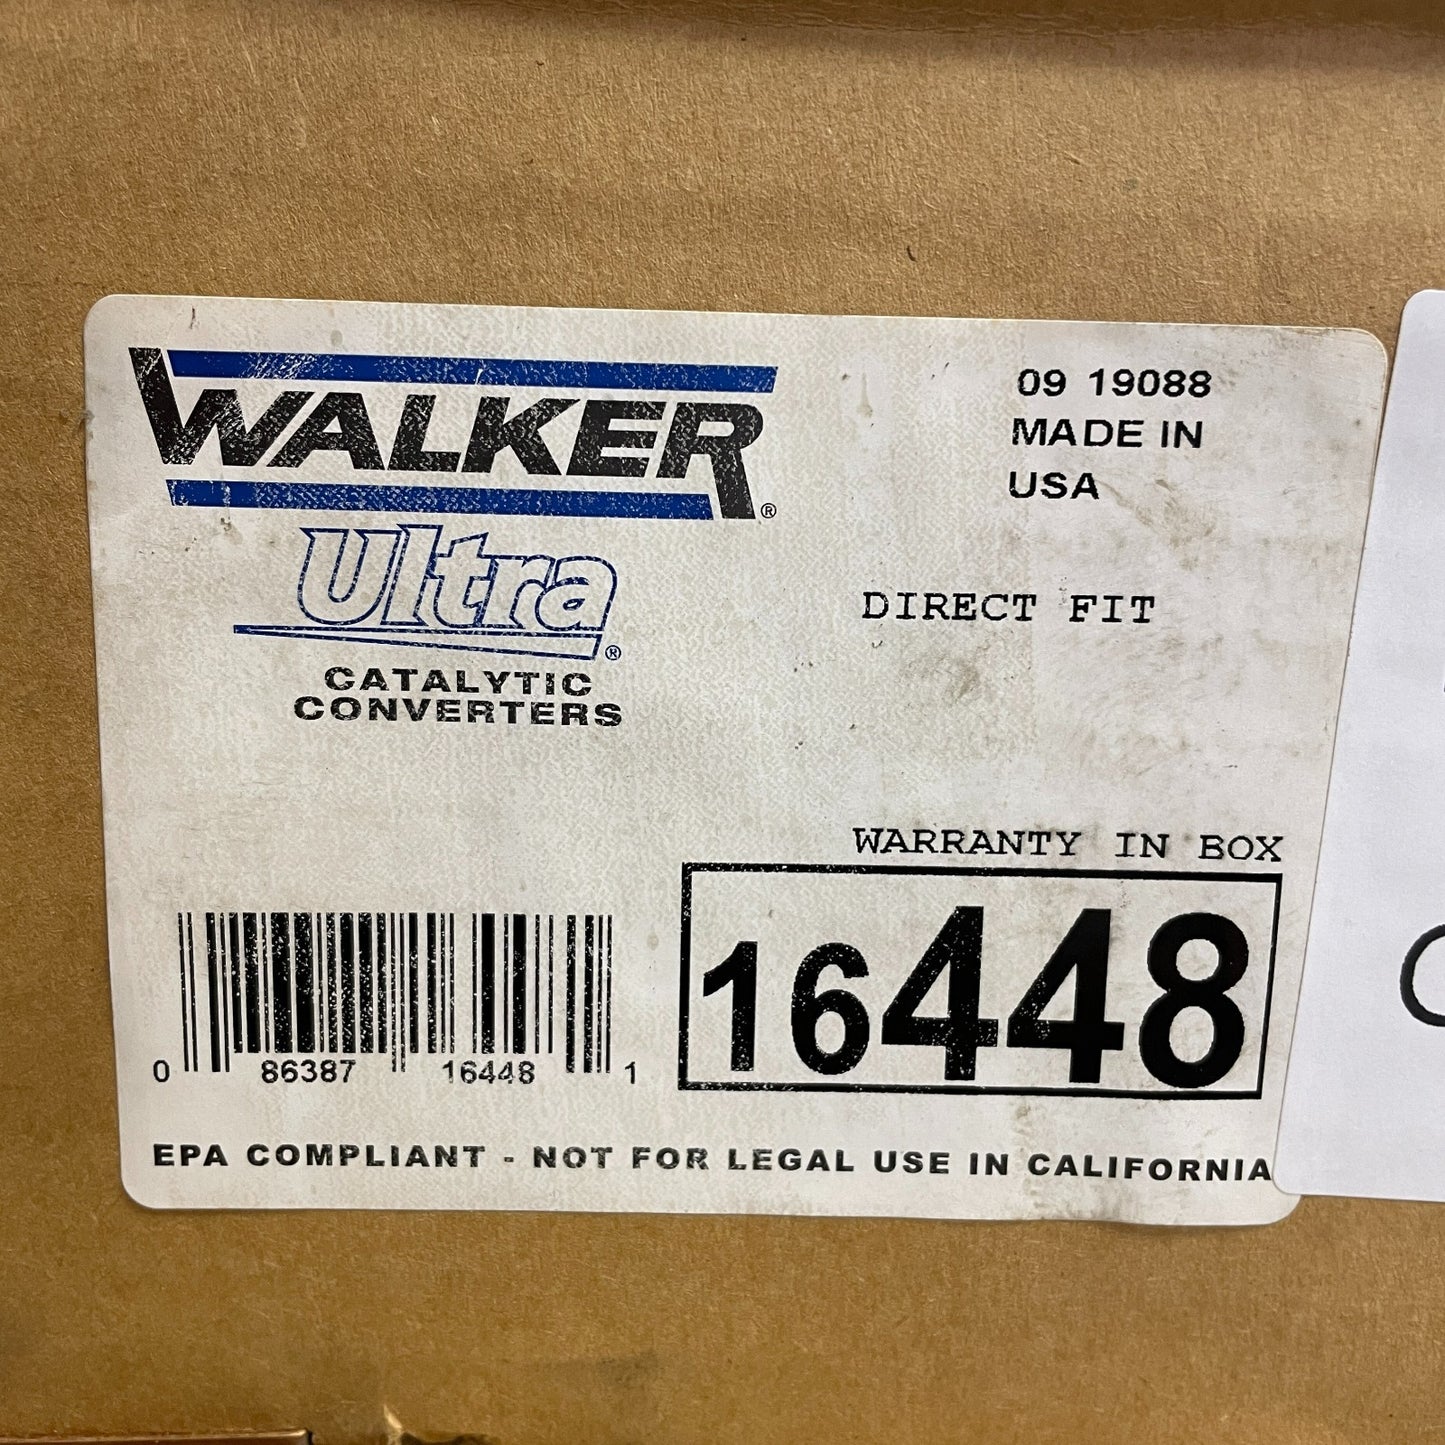 WALKER®
Ultra®
CATALYTIC
CONVERTERS
09 19088
MADE IN
USA
DIRECT FIT
WARRANTY IN BOX
16448
0 86387 16448 1
EPA COMPLIANT - NOT FOR LEGAL USE IN CALIFORNIA